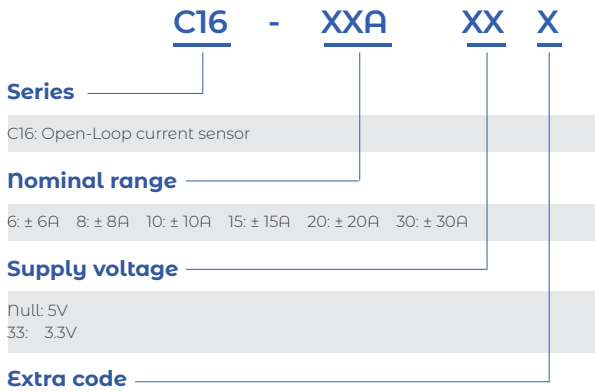 C16 - XXA XX X
Series
C16: Open-Loop current sensor
Nominal range
6: ± 6A 8: ± 8A 10: ± 10A 15: ± 15A 20: ± 20A 30: ± 30A
Supply voltage
Null: 5V
33: 3.3V
Extra code